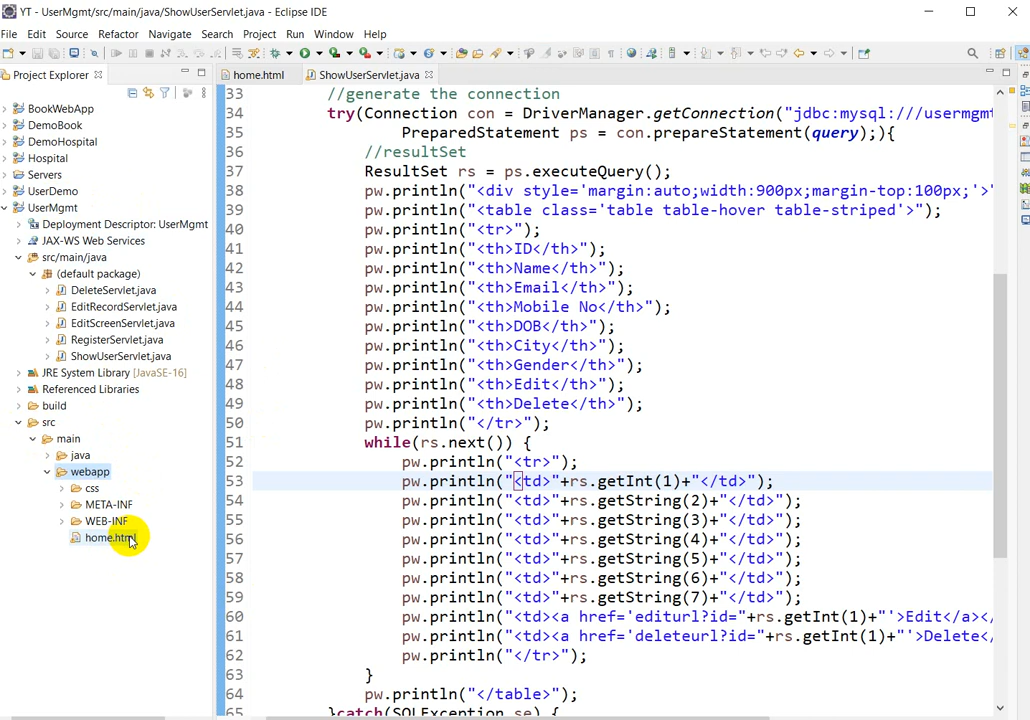 YT - UserMgmt/src/main/java/ShowUserServlet.java - Eclipse IDE
File Edit Source Refactor Navigate Search Project Run Window Help
Project Explorer
home.html
ShowUserServlet.java
BookWebApp
DemoBook
DemoHospital
Hospital
Servers
UserDemo
UserMgmt
Deployment Descriptor: UserMgmt
JAX-WS Web Services
src/main/java
(default package)
DeleteServlet.java
EditRecordServlet.java
EditScreenServlet.java
RegisterServlet.java
ShowUserServlet.java
JRE System Library [JavaSE-16]
Referenced Libraries
build
src
main
java
webapp
css
META-INF
WEB-INF
home.html
33 //generate the connection
34 try(Connection con = DriverManager.getConnection("jdbc:mysql:///usermgmt
35 PreparedStatement ps = con.prepareStatement(query);){
36 //resultSet
37 ResultSet rs = ps.executeQuery();
38 pw.println("<div style='margin:auto;width:900px;margin-top:100px;'>"
39 pw.println("<table class='table table-hover table-striped'>");
40 pw.println("<tr>");
41 pw.println("<th>ID</th>");
42 pw.println("<th>Name</th>");
43 pw.println("<th>Email</th>");
44 pw.println("<th>Mobile No</th>");
45 pw.println("<th>DOB</th>");
46 pw.println("<th>City</th>");
47 pw.println("<th>Gender</th>");
48 pw.println("<th>Edit</th>");
49 pw.println("<th>Delete</th>");
50 pw.println("</tr>");
51 while(rs.next()) {
52 pw.println("<tr>");
53 pw.println("<td>"+rs.getInt(1)+"</td>");
54 pw.println("<td>"+rs.getString(2)+"</td>");
55 pw.println("<td>"+rs.getString(3)+"</td>");
56 pw.println("<td>"+rs.getString(4)+"</td>");
57 pw.println("<td>"+rs.getString(5)+"</td>");
58 pw.println("<td>"+rs.getString(6)+"</td>");
59 pw.println("<td>"+rs.getString(7)+"</td>");
60 pw.println("<td><a href='editurl?id="+rs.getInt(1)+"'>Edit</a></
61 pw.println("<td><a href='deleteurl?id="+rs.getInt(1)+"'>Delete</
62 pw.println("</tr>");
63 }
64 pw.println("</table>");
65 }catch(SQLException se) {